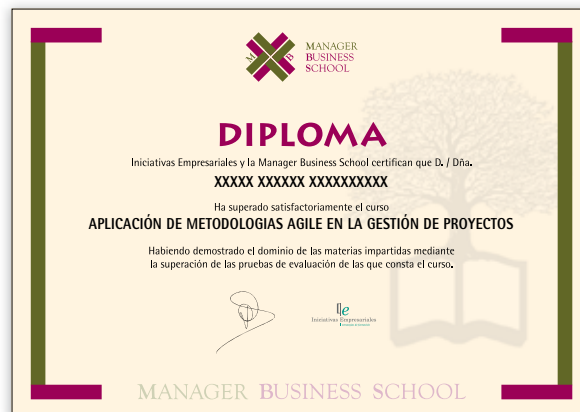 M B
MANAGER
BUSINESS
SCHOOL
DIPLOMA
Iniciativas Empresariales y la Manager Business School certifican que D. / Dña.
XXXXX XXXXXX XXXXXXXXXX
Ha superado satisfactoriamente el curso
APLICACIÓN DE METODOLOGIAS AGILE EN LA GESTIÓN DE PROYECTOS
Habiendo demostrado el dominio de las materias impartidas mediante
la superación de las pruebas de evaluación de las que consta el curso.
Iniciativas Empresariales
MANAGER BUSINESS SCHOOL